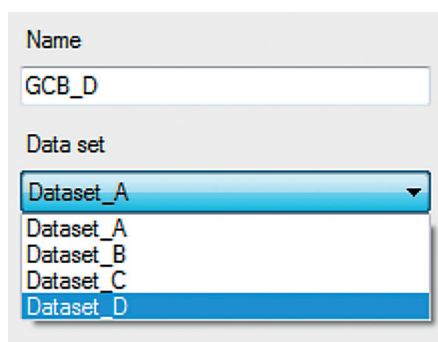 Name
GCB_D
Data set
Dataset_A
Dataset_A
Dataset_B
Dataset_C
Dataset_D